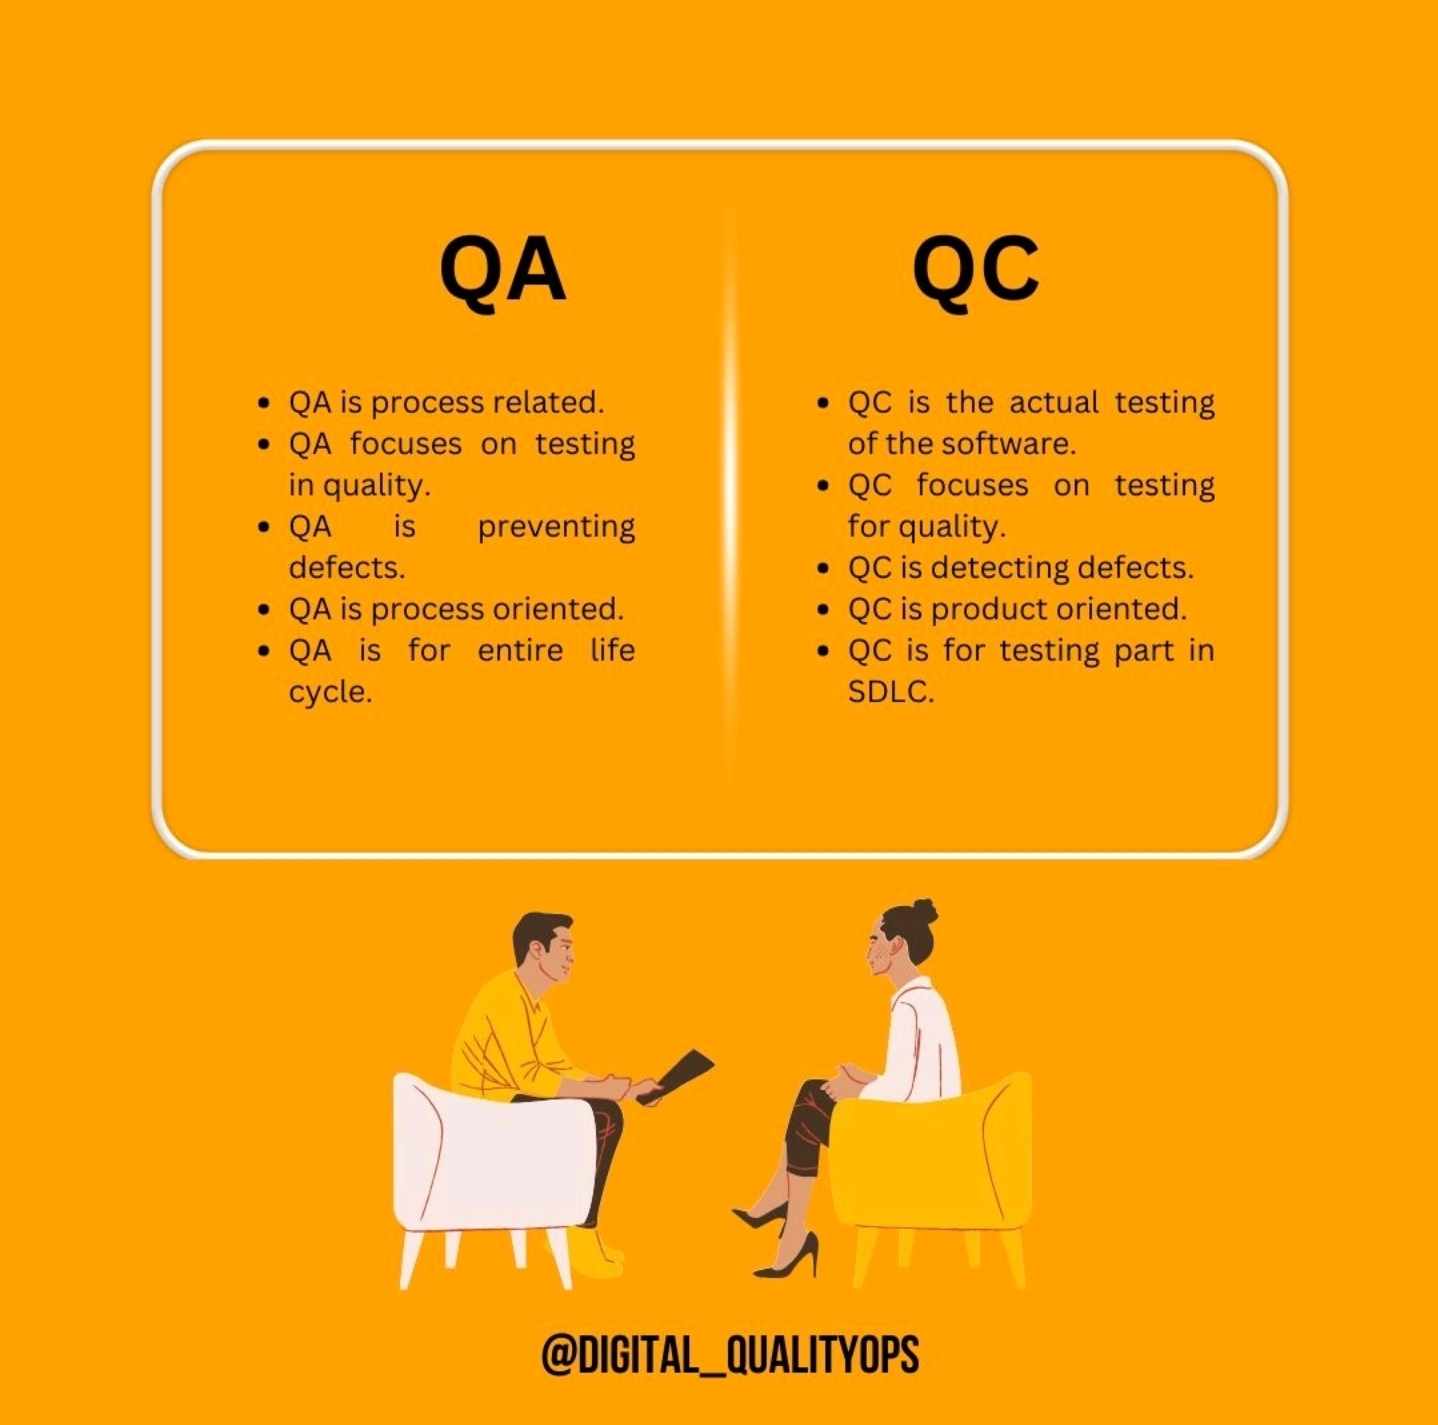 QA
• QA is process related.
• QA focuses on testing
in quality.
• QA is preventing
defects.
• QA is process oriented.
• QA is for entire life
cycle.
QC
• QC is the actual testing
of the software.
• QC focuses on testing
for quality.
• QC is detecting defects.
• QC is product oriented.
• QC is for testing part in
SDLC.
@DIGITAL_QUALITYOPS